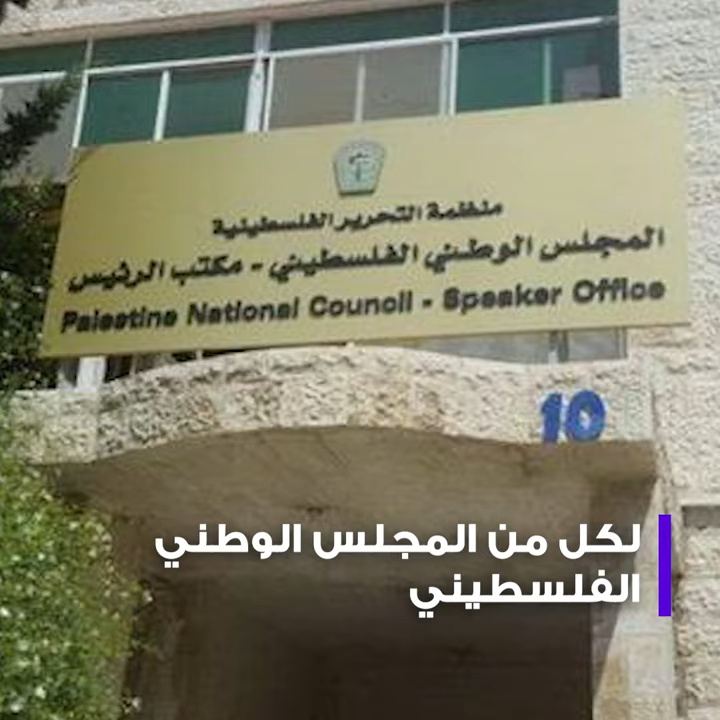 منظمة التحرير الفلسطينية
المجلس الوطني الفلسطيني - مكتب الرئيس
Palestine National Council - Speaker Office
10
لكل من المجلس الوطني
الفلسطيني